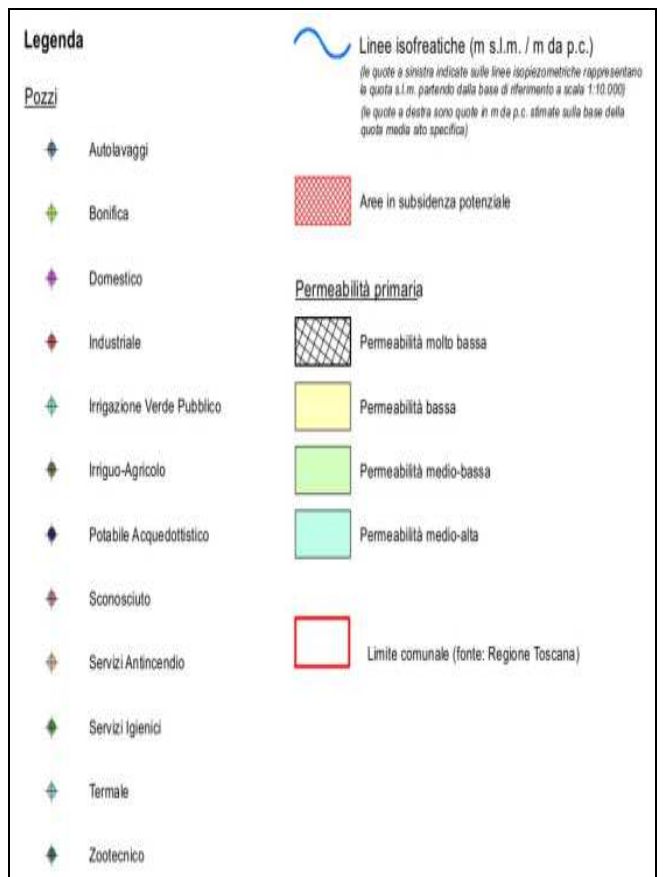 Legenda
Pozzi
Autolavaggi
Bonifica
Domestico
Industriale
Irrigazione Verde Pubblico
Irriguo-Agricolo
Potabile Acquedottistico
Sconosciuto
Servizi Antincendio
Servizi Igienici
Termale
Zootecnico
Linee isofreatiche (m s.l.m. / m da p.c.)
(le quote a sinistra indicate sulle linee isopiezometriche rappresentano
la quota s.l.m. partendo dalla base di riferimento a scala 1:10.000)
(le quote a destra sono quote in m da p.c. stimate sulla base della
quota media sito specifica)
Aree in subsidenza potenziale
Permeabilità primaria
Permeabilità molto bassa
Permeabilità bassa
Permeabilità medio-bassa
Permeabilità medio-alta
Limite comunale (fonte: Regione Toscana)